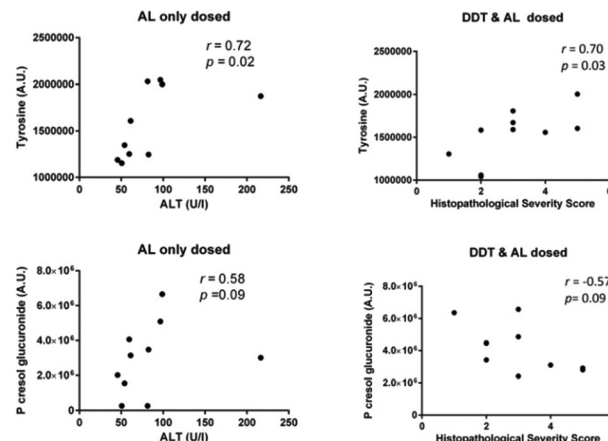 AL only dosed
r = 0.72
p = 0.02
Tyrosine (A.U.)
2500000
2000000
1500000
1000000
0 50 100 150 200 250
ALT (U/l)
DDT & AL dosed
r = 0.70
p = 0.03
Tyrosine (A.U.)
2500000
2000000
1500000
1000000
0 2 4 6
Histopathological Severity Score
AL only dosed
r = 0.58
p =0.09
P cresol glucuronide (A.U.)
8.0×10⁶
6.0×10⁶
4.0×10⁶
2.0×10⁶
0
0 50 100 150 200 250
ALT (U/l)
DDT & AL dosed
r = -0.57
p= 0.09
P cresol glucuronide (A.U.)
8.0×10⁶
6.0×10⁶
4.0×10⁶
2.0×10⁶
0
0 2 4
Histopathological Severity Score